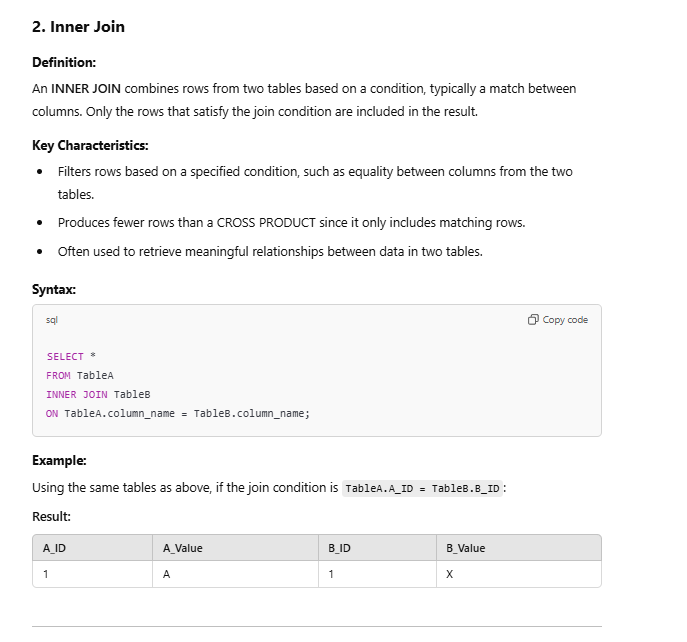 2. Inner Join
Definition:
An INNER JOIN combines rows from two tables based on a condition, typically a match between
columns. Only the rows that satisfy the join condition are included in the result.
Key Characteristics:
• Filters rows based on a specified condition, such as equality between columns from the two
tables.
• Produces fewer rows than a CROSS PRODUCT since it only includes matching rows.
• Often used to retrieve meaningful relationships between data in two tables.
Syntax:
sql Copy code
SELECT *
FROM TableA
INNER JOIN TableB
ON TableA.column_name = TableB.column_name;
Example:
Using the same tables as above, if the join condition is TableA.A_ID = TableB.B_ID:
Result:
A_ID A_Value B_ID B_Value
1 A 1 X